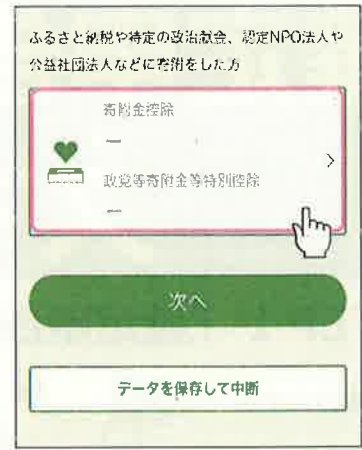 ふるさと納税や特定の政治献金、認定NPO法人や
公益社団法人などに寄附をした方
寄附金控除
ー
政党等寄附金等特別控除
ー
次へ
データを保存して中断